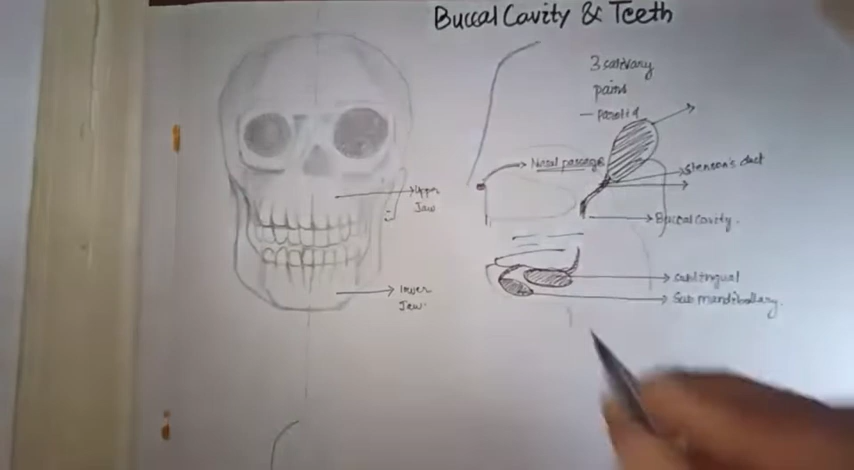 Buccal Cavity & Teeth
3 salivary
pairs
— Parotid
Nasal passage
Stenson's duct
Upper
Jaw
Buccal cavity.
Sublingual
lower
Jaw.
Sub mandibullary.